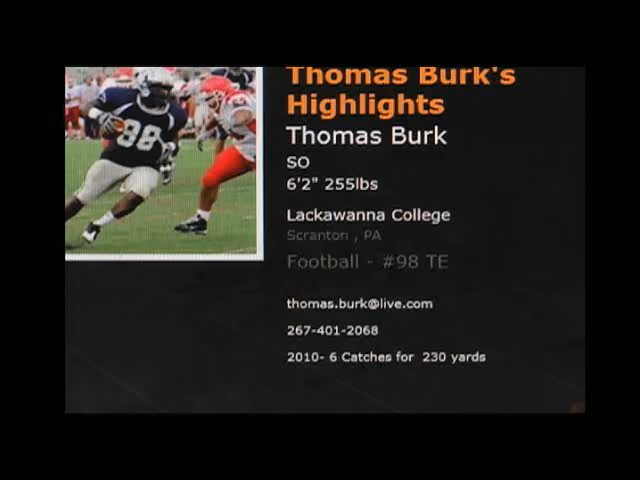 Thomas Burk's
Highlights
Thomas Burk
SO
6'2" 255lbs
Lackawanna College
Scranton , PA
Football - #98 TE
thomas.burk@live.com
267-401-2068
2010- 6 Catches for 230 yards
88